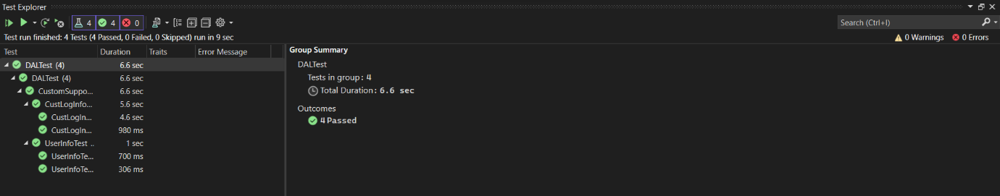 Test Explorer
4 4 0
Search (Ctrl+I)
Test run finished: 4 Tests (4 Passed, 0 Failed, 0 Skipped) run in 9 sec
0 Warnings 0 Errors
Test Duration Traits Error Message
DALTest (4) 6.6 sec
DALTest (4) 6.6 sec
CustomSuppo... 6.6 sec
CustLogInfo... 5.6 sec
CustLogIn... 4.6 sec
CustLogIn... 980 ms
UserInfoTest .. 1 sec
UserInfoTe... 700 ms
UserInfoTe... 306 ms
Group Summary
DALTest
Tests in group: 4
Total Duration: 6.6 sec
Outcomes
4 Passed